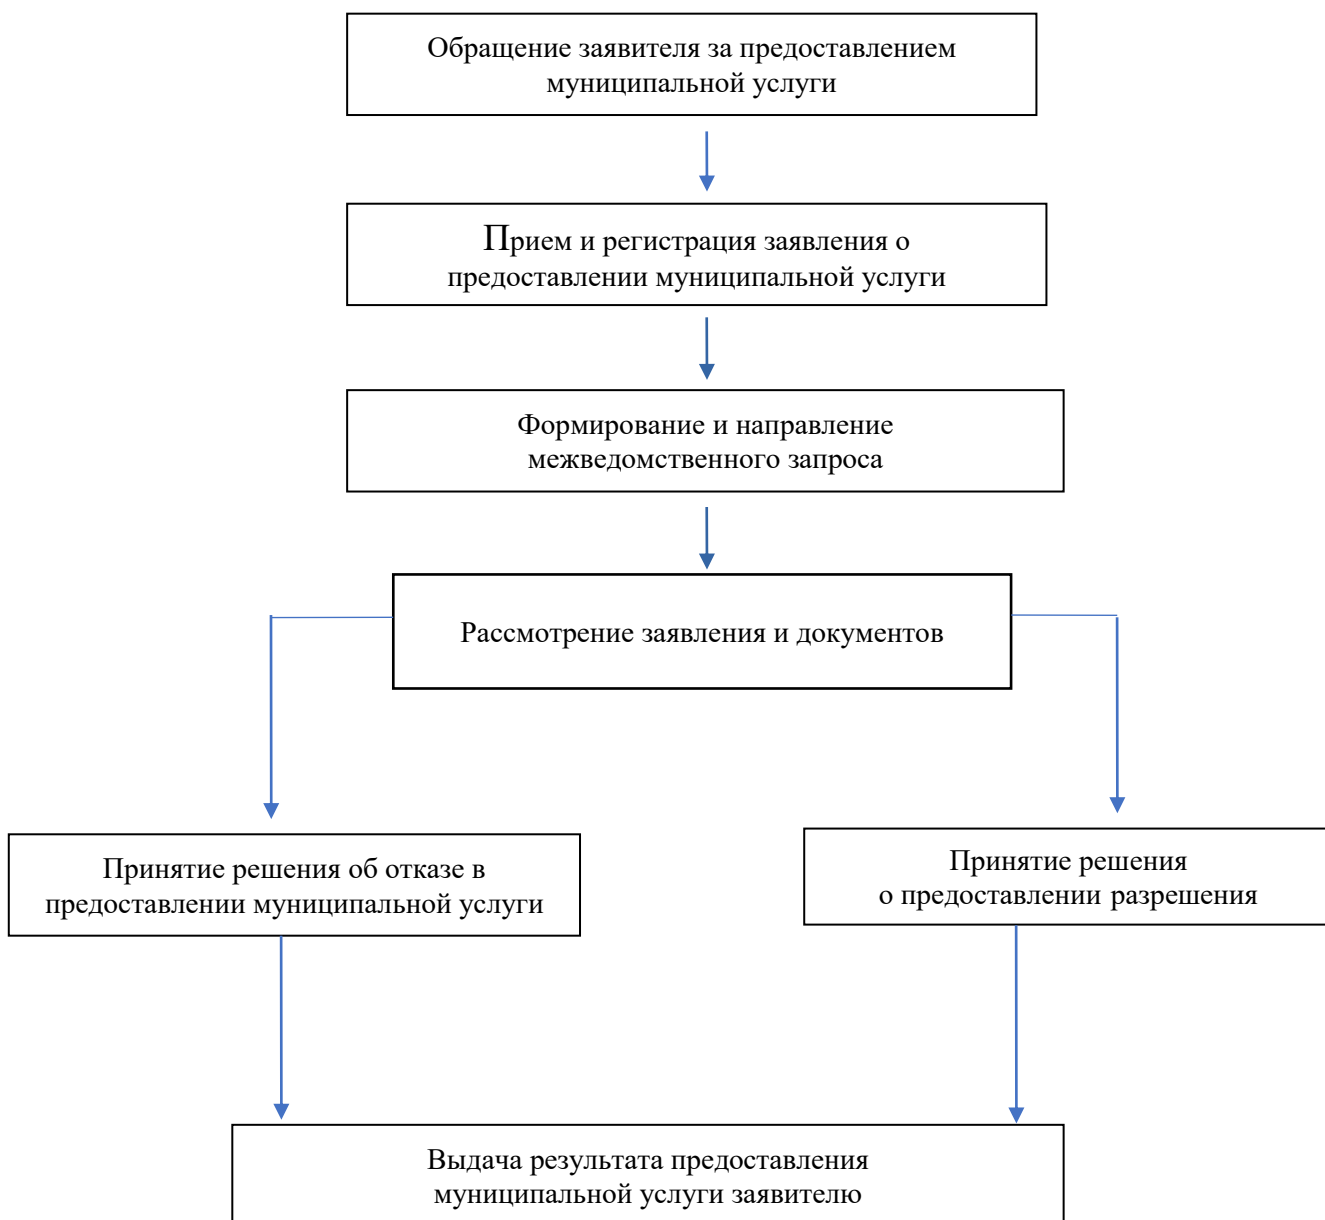 Обращение заявителя за предоставлением
муниципальной услуги
Прием и регистрация заявления о
предоставлении муниципальной услуги
Формирование и направление
межведомственного запроса
Рассмотрение заявления и документов
Принятие решения об отказе в
предоставлении муниципальной услуги
Принятие решения
о предоставлении разрешения
Выдача результата предоставления
муниципальной услуги заявителю